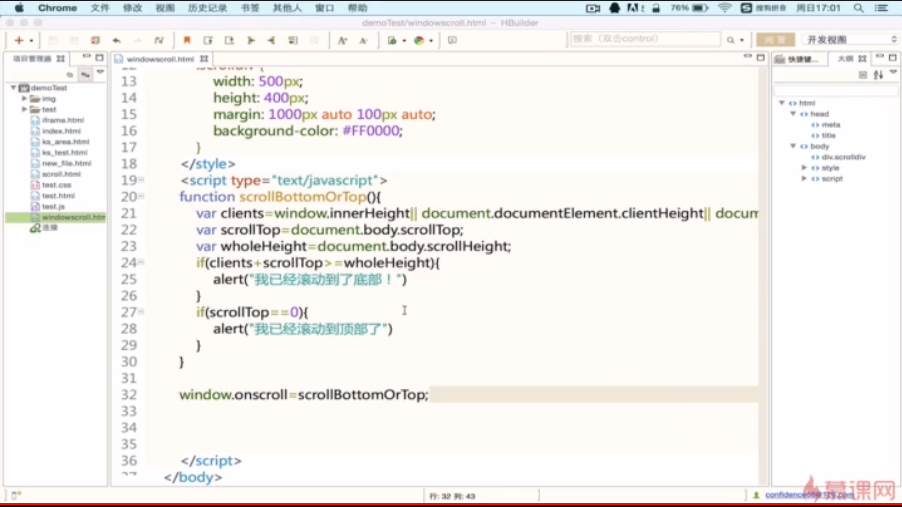 Chrome 文件 修改 视图 历史记录 书签 其他人 窗口 帮助 76% 搜狗拼音 周日17:01
demoTest/windowscroll.html – HBuilder
搜索（双击control） 开发视图
项目管理器 windowscroll.html 快捷键... 大纲
demoTest
img
test
iframe.html
index.html
ks_area.html
ks_test.html
new_file.html
scroll.html
test.css
test.html
test.js
windowscroll.htm
连接
13 width: 500px;
14 height: 400px;
15 margin: 1000px auto 100px auto;
16 background-color: #FF0000;
17 }
18 </style>
19 <script type="text/javascript">
20 function scrollBottomOrTop(){
21 var clients=window.innerHeight|| document.documentElement.clientHeight|| docum
22 var scrollTop=document.body.scrollTop;
23 var wholeHeight=document.body.scrollHeight;
24 if(clients+scrollTop>=wholeHeight){
25 alert("我已经滚动到了底部！")
26 }
27 if(scrollTop==0){
28 alert("我已经滚动到顶部了")
29 }
30 }
31
32 window.onscroll=scrollBottomOrTop;
33
34
35
36 </script>
</body>
html
head
meta
title
body
div.scrolldiv
style
script
行: 32 列: 43
慕课网